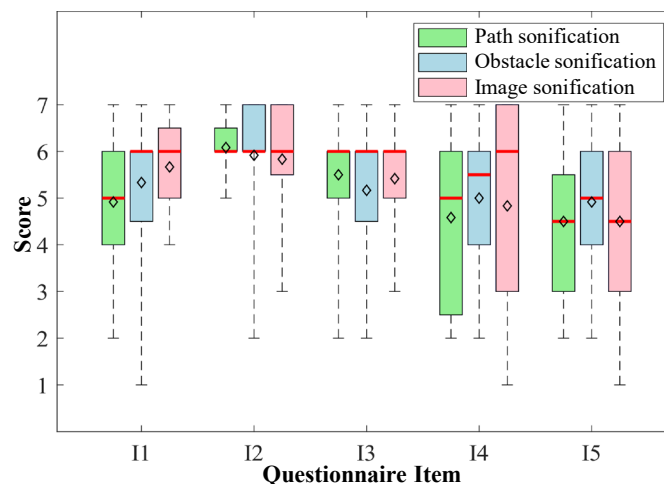 Path sonification
Obstacle sonification
Image sonification
7
6
5
4
3
2
1
Score
I1 I2 I3 I4 I5
Questionnaire Item